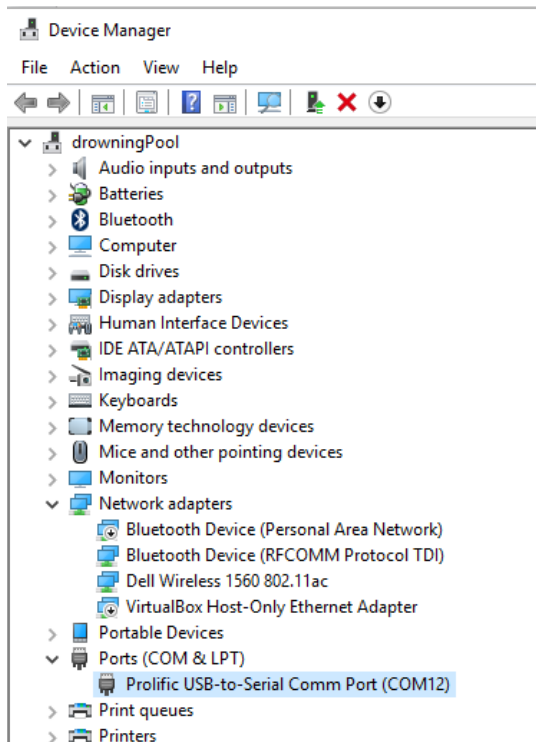 Device Manager
File Action View Help
drowningPool
Audio inputs and outputs
Batteries
Bluetooth
Computer
Disk drives
Display adapters
Human Interface Devices
IDE ATA/ATAPI controllers
Imaging devices
Keyboards
Memory technology devices
Mice and other pointing devices
Monitors
Network adapters
Bluetooth Device (Personal Area Network)
Bluetooth Device (RFCOMM Protocol TDI)
Dell Wireless 1560 802.11ac
VirtualBox Host-Only Ethernet Adapter
Portable Devices
Ports (COM & LPT)
Prolific USB-to-Serial Comm Port (COM12)
Print queues
Printers